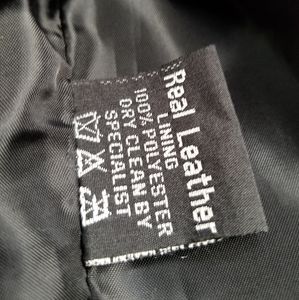 Real Leather
LINING
100% POLYESTER
DRY CLEAN BY
SPECIALIST